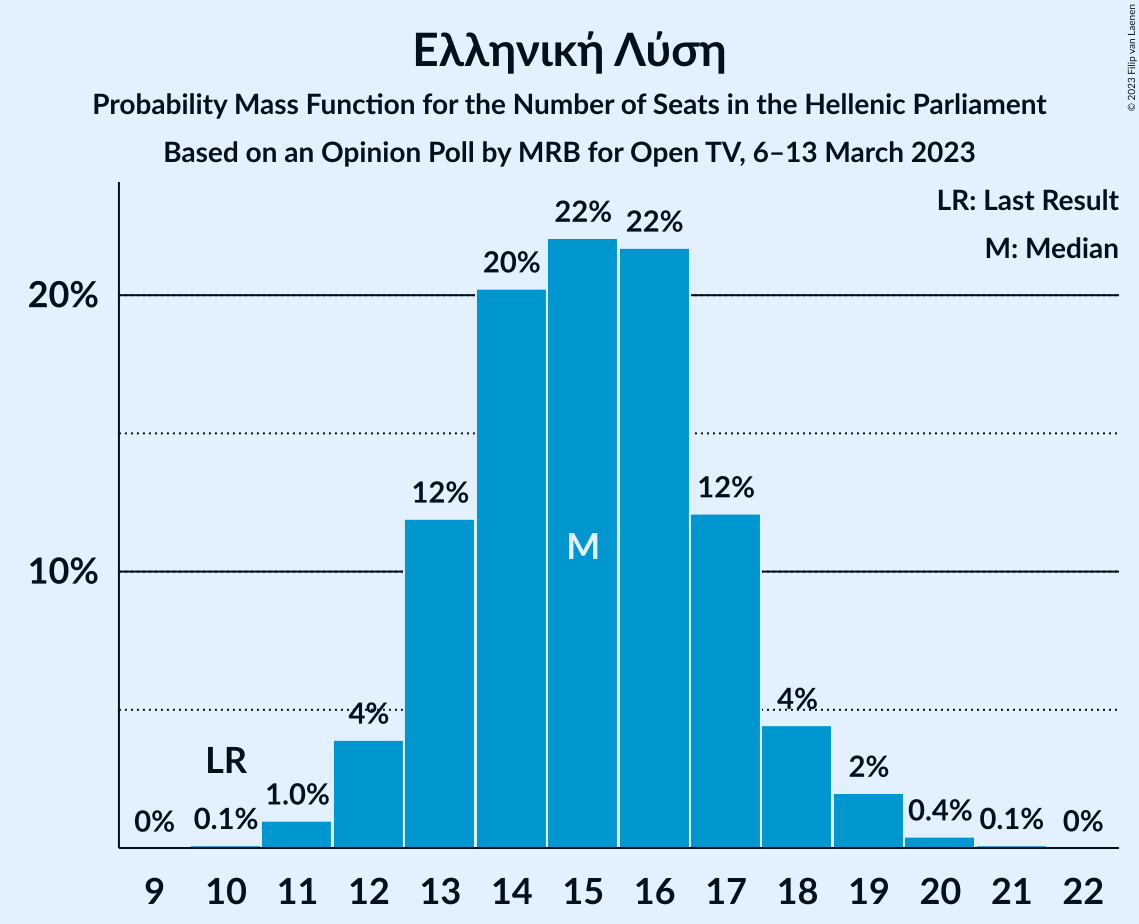 Ελληνική Λύση
Probability Mass Function for the Number of Seats in the Hellenic Parliament
Based on an Opinion Poll by MRB for Open TV, 6–13 March 2023
© 2023 Filip van Laenen
LR: Last Result
M: Median
20%
10%
0%
0.1%
1.0%
4%
12%
20%
22%
22%
12%
4%
2%
0.4%
0.1%
0%
LR
M
9 10 11 12 13 14 15 16 17 18 19 20 21 22